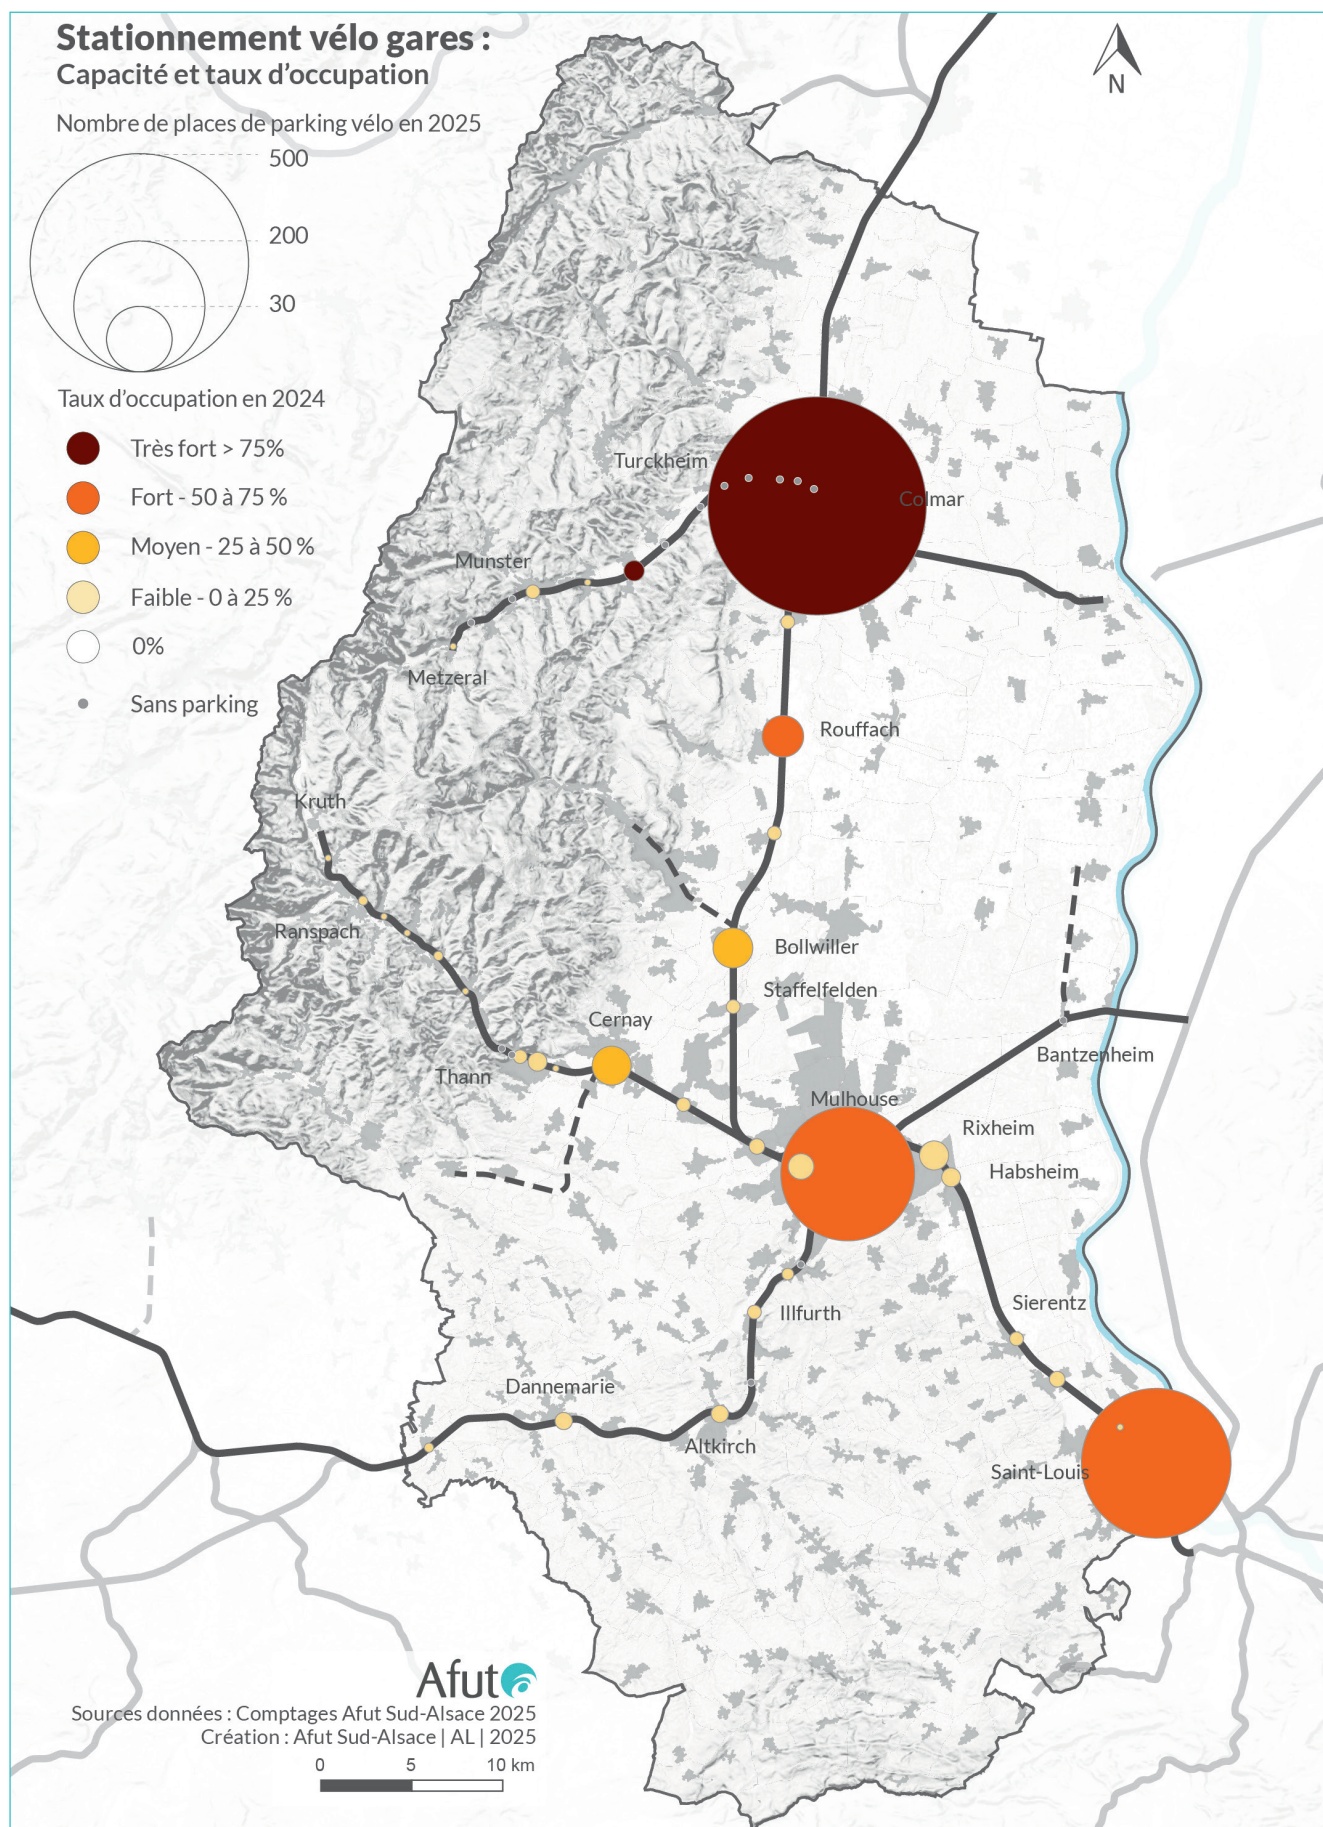 Stationnement vélo gares :
Capacité et taux d’occupation
N
Nombre de places de parking vélo en 2025
500
200
30
Taux d’occupation en 2024
Très fort > 75%
Fort - 50 à 75 %
Moyen - 25 à 50 %
Faible - 0 à 25 %
0%
Sans parking
Turckheim
Colmar
Munster
Metzeral
Rouffach
Kruth
Ranspach
Bollwiller
Staffelfelden
Cernay
Bantzenheim
Thann
Mulhouse
Rixheim
Habsheim
Sierentz
Illfurth
Dannemarie
Altkirch
Saint-Louis
Afut
Sources données : Comptages Afut Sud-Alsace 2025
Création : Afut Sud-Alsace | AL | 2025
0 5 10 km